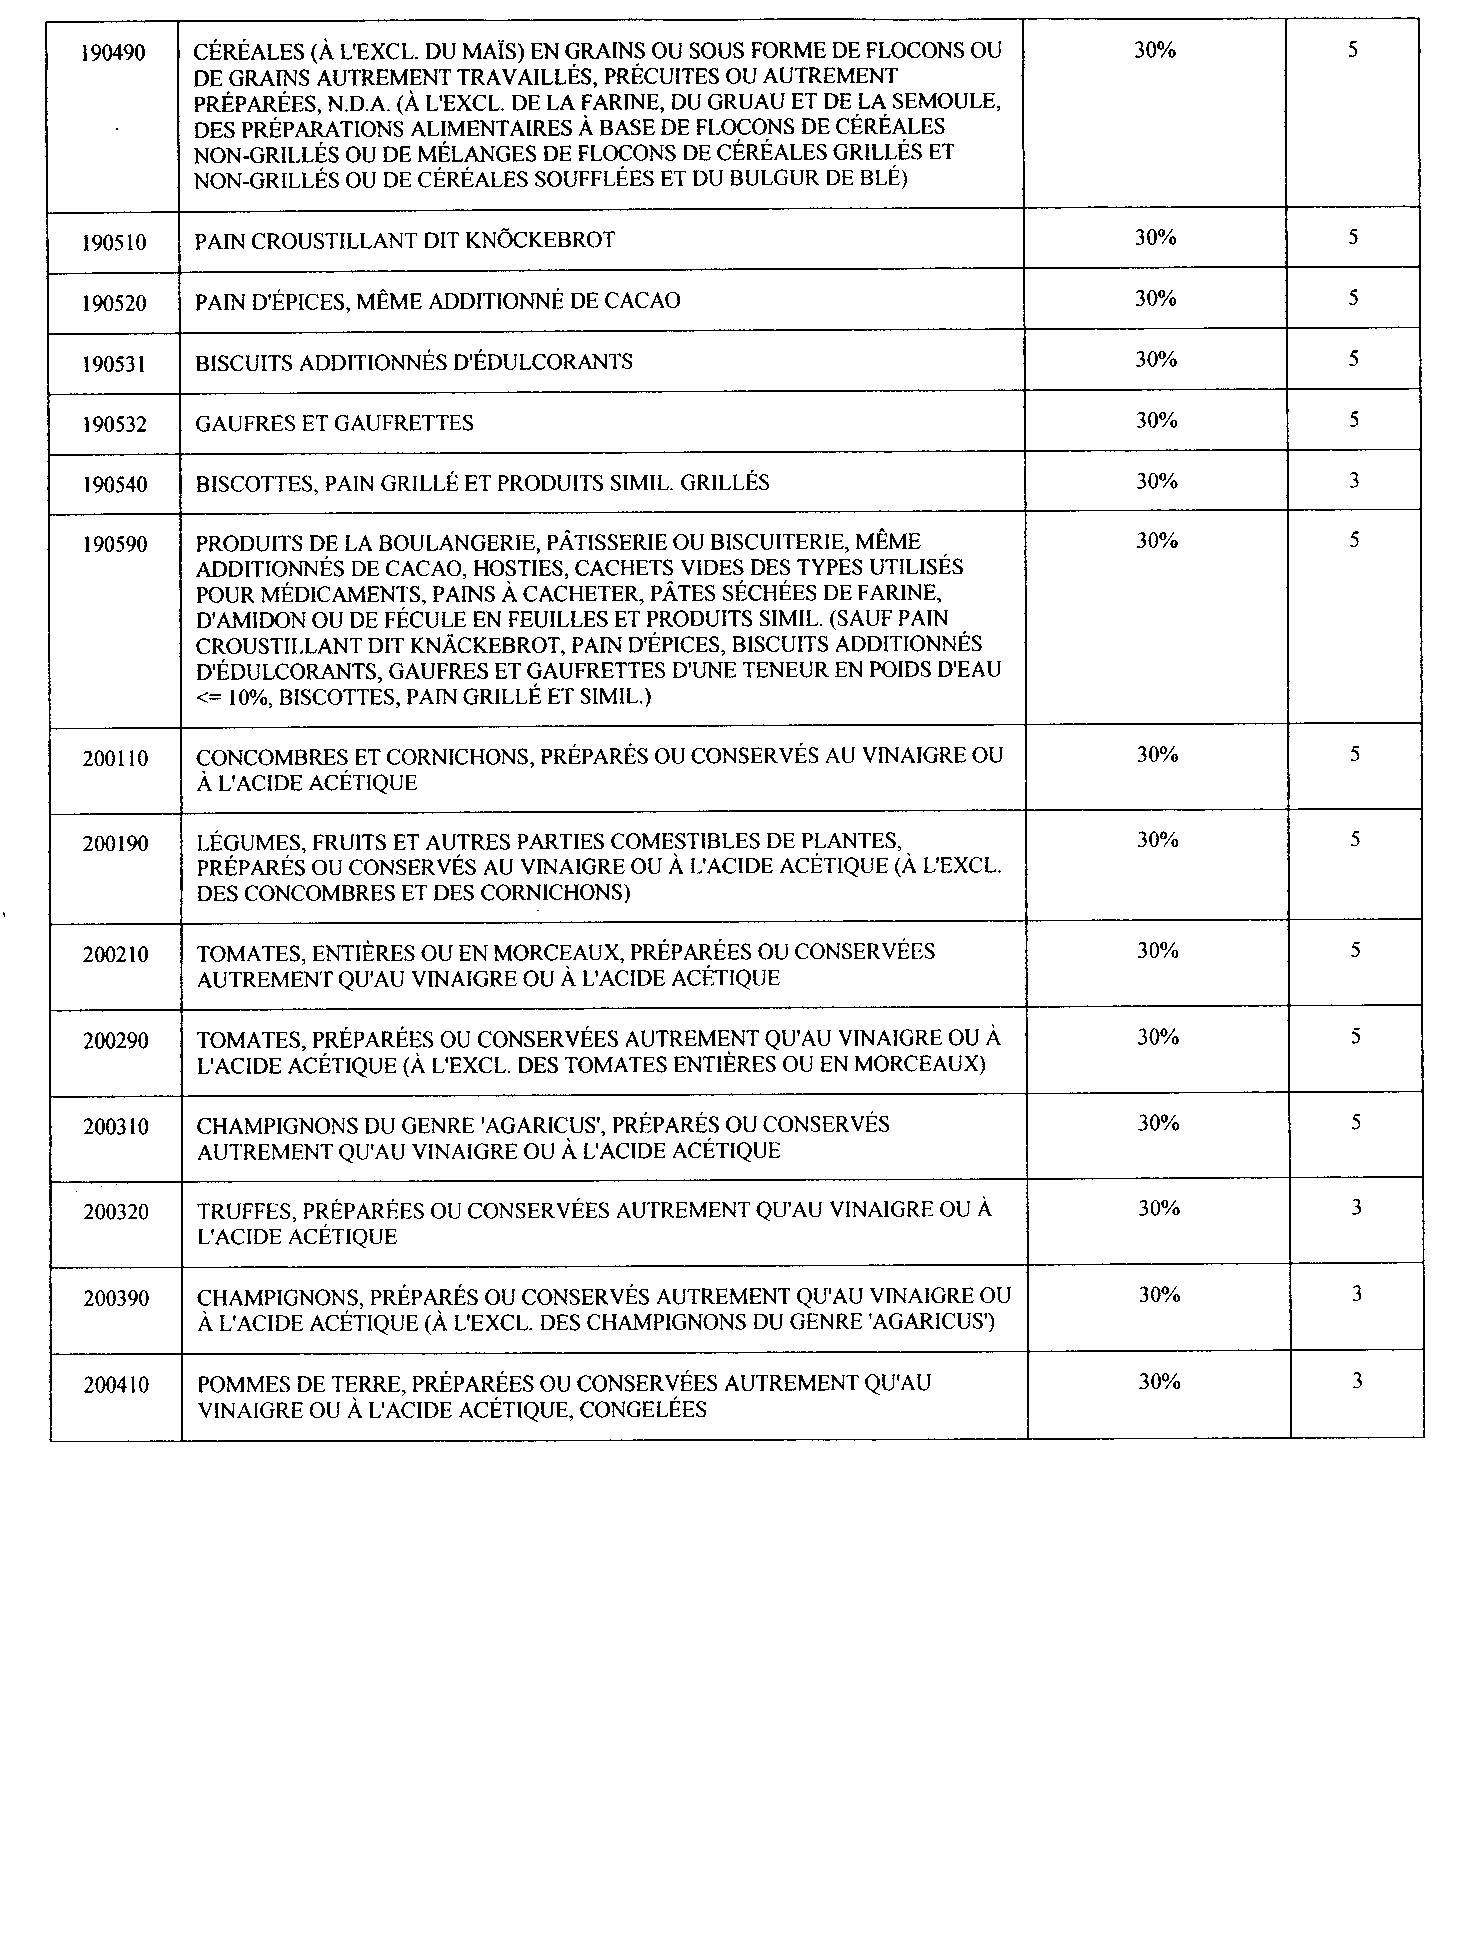 190490 CÉRÉALES (À L'EXCL. DU MAÏS) EN GRAINS OU SOUS FORME DE FLOCONS OU 30% 5
DE GRAINS AUTREMENT TRAVAILLÉS, PRÉCUITES OU AUTREMENT
PRÉPARÉES, N.D.A. (À L'EXCL. DE LA FARINE, DU GRUAU ET DE LA SEMOULE,
DES PRÉPARATIONS ALIMENTAIRES À BASE DE FLOCONS DE CÉRÉALES
NON-GRILLÉS OU DE MÉLANGES DE FLOCONS DE CÉRÉALES GRILLÉS ET
NON-GRILLÉS OU DE CÉRÉALES SOUFFLÉES ET DU BULGUR DE BLÉ)
190510 PAIN CROUSTILLANT DIT KNÖCKEBROT 30% 5
190520 PAIN D'ÉPICES, MÊME ADDITIONNÉ DE CACAO 30% 5
190531 BISCUITS ADDITIONNÉS D'ÉDULCORANTS 30% 5
190532 GAUFRES ET GAUFRETTES 30% 5
190540 BISCOTTES, PAIN GRILLÉ ET PRODUITS SIMIL. GRILLÉS 30% 3
190590 PRODUITS DE LA BOULANGERIE, PÂTISSERIE OU BISCUITERIE, MÊME 30% 5
ADDITIONNÉS DE CACAO, HOSTIES, CACHETS VIDES DES TYPES UTILISÉS
POUR MÉDICAMENTS, PAINS À CACHETER, PÂTES SÉCHÉES DE FARINE,
D'AMIDON OU DE FÉCULE EN FEUILLES ET PRODUITS SIMIL. (SAUF PAIN
CROUSTILLANT DIT KNÄCKEBROT, PAIN D'ÉPICES, BISCUITS ADDITIONNÉS
D'ÉDULCORANTS, GAUFRES ET GAUFRETTES D'UNE TENEUR EN POIDS D'EAU
<= 10%, BISCOTTES, PAIN GRILLÉ ET SIMIL.)
200110 CONCOMBRES ET CORNICHONS, PRÉPARÉS OU CONSERVÉS AU VINAIGRE OU 30% 5
À L'ACIDE ACÉTIQUE
200190 LÉGUMES, FRUITS ET AUTRES PARTIES COMESTIBLES DE PLANTES, 30% 5
PRÉPARÉS OU CONSERVÉS AU VINAIGRE OU À L'ACIDE ACÉTIQUE (À L'EXCL.
DES CONCOMBRES ET DES CORNICHONS)
200210 TOMATES, ENTIÈRES OU EN MORCEAUX, PRÉPARÉES OU CONSERVÉES 30% 5
AUTREMENT QU'AU VINAIGRE OU À L'ACIDE ACÉTIQUE
200290 TOMATES, PRÉPARÉES OU CONSERVÉES AUTREMENT QU'AU VINAIGRE OU À 30% 5
L'ACIDE ACÉTIQUE (À L'EXCL. DES TOMATES ENTIÈRES OU EN MORCEAUX)
200310 CHAMPIGNONS DU GENRE 'AGARICUS', PRÉPARÉS OU CONSERVÉS 30% 5
AUTREMENT QU'AU VINAIGRE OU À L'ACIDE ACÉTIQUE
200320 TRUFFES, PRÉPARÉES OU CONSERVÉES AUTREMENT QU'AU VINAIGRE OU À 30% 3
L'ACIDE ACÉTIQUE
200390 CHAMPIGNONS, PRÉPARÉS OU CONSERVÉS AUTREMENT QU'AU VINAIGRE OU 30% 3
À L'ACIDE ACÉTIQUE (À L'EXCL. DES CHAMPIGNONS DU GENRE 'AGARICUS')
200410 POMMES DE TERRE, PRÉPARÉES OU CONSERVÉES AUTREMENT QU'AU 30% 3
VINAIGRE OU À L'ACIDE ACÉTIQUE, CONGELÉES